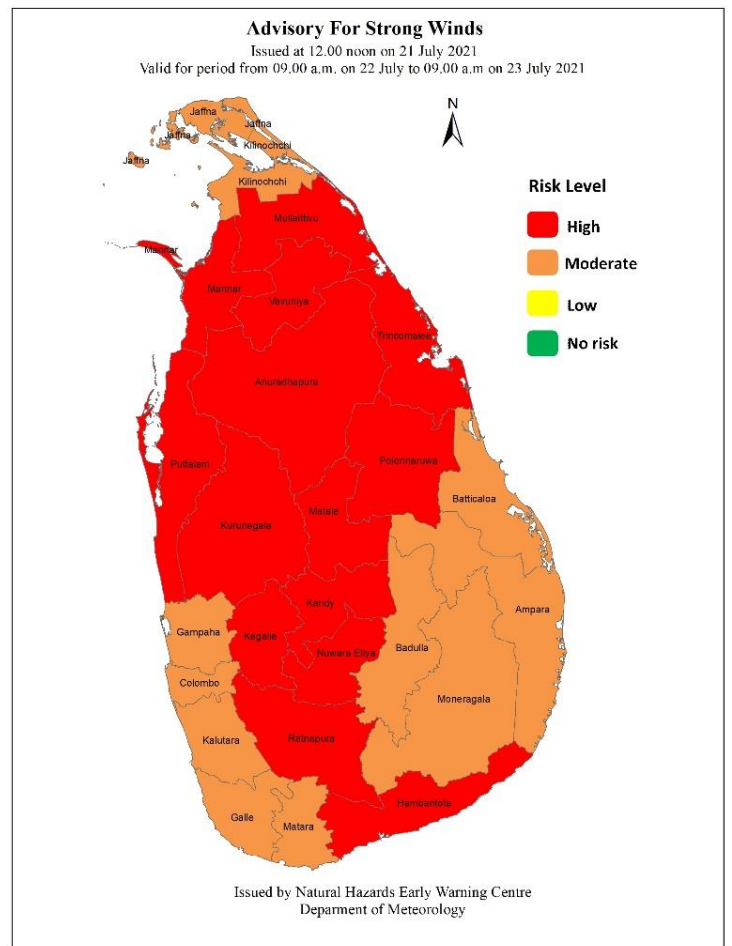 Advisory For Strong Winds
Issued at 12.00 noon on 21 July 2021
Valid for period from 09.00 a.m. on 22 July to 09.00 a.m on 23 July 2021
N
Jaffna
Jaffna
Jaffna
Kilinochchi
Jaffna
Kilinochchi
Risk Level
High
Moderate
Low
No risk
Mullaitivu
Mannar
Mannar
Vavuniya
Trincomalee
Anuradhapura
Polonnaruwa
Puttalam
Batticaloa
Matale
Kurunegala
Kandy
Ampara
Gampaha
Kegalle
Badulla
Nuwara Eliya
Colombo
Moneragala
Ratnapura
Kalutara
Hambantota
Galle
Matara
Issued by Natural Hazards Early Warning Centre
Deparment of Meteorology